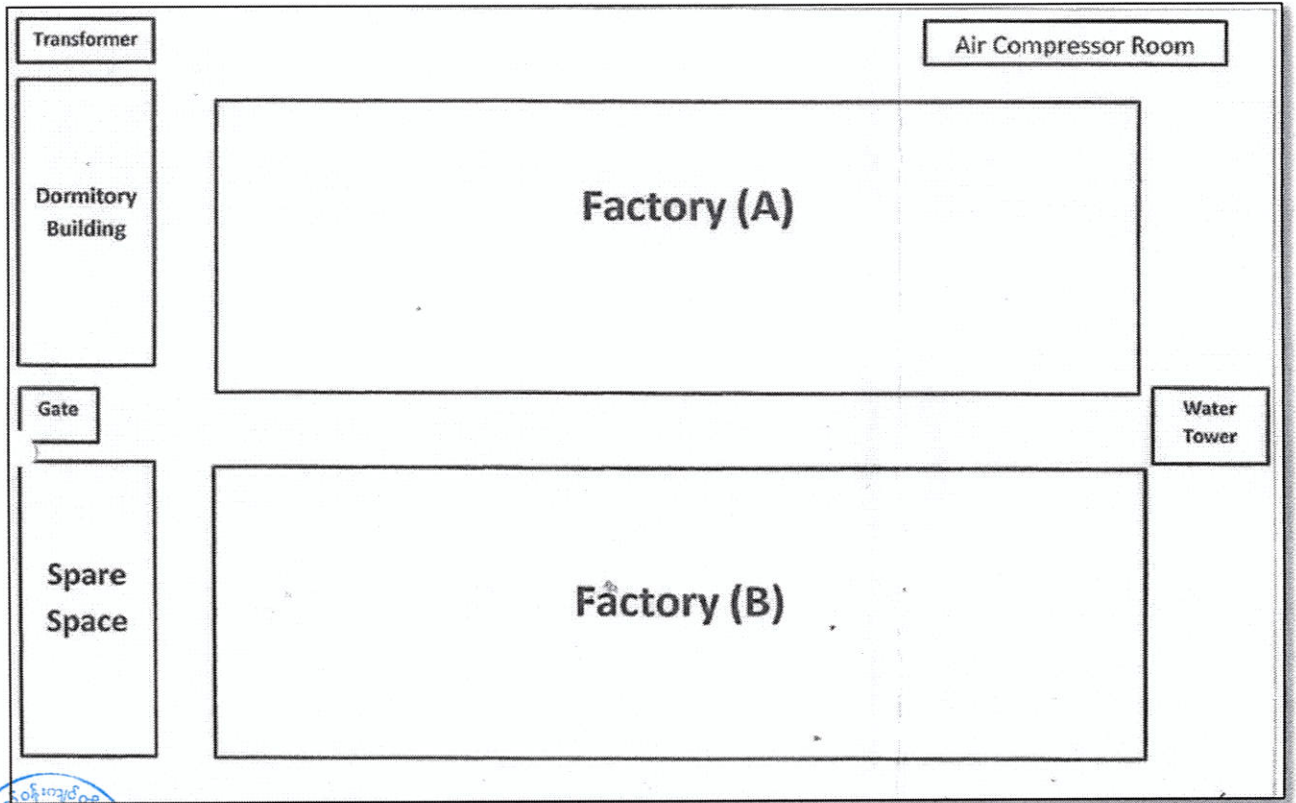 Transformer
Air Compressor Room
Dormitory
Building
Factory (A)
Gate
Water
Tower
Spare
Space
Factory (B)